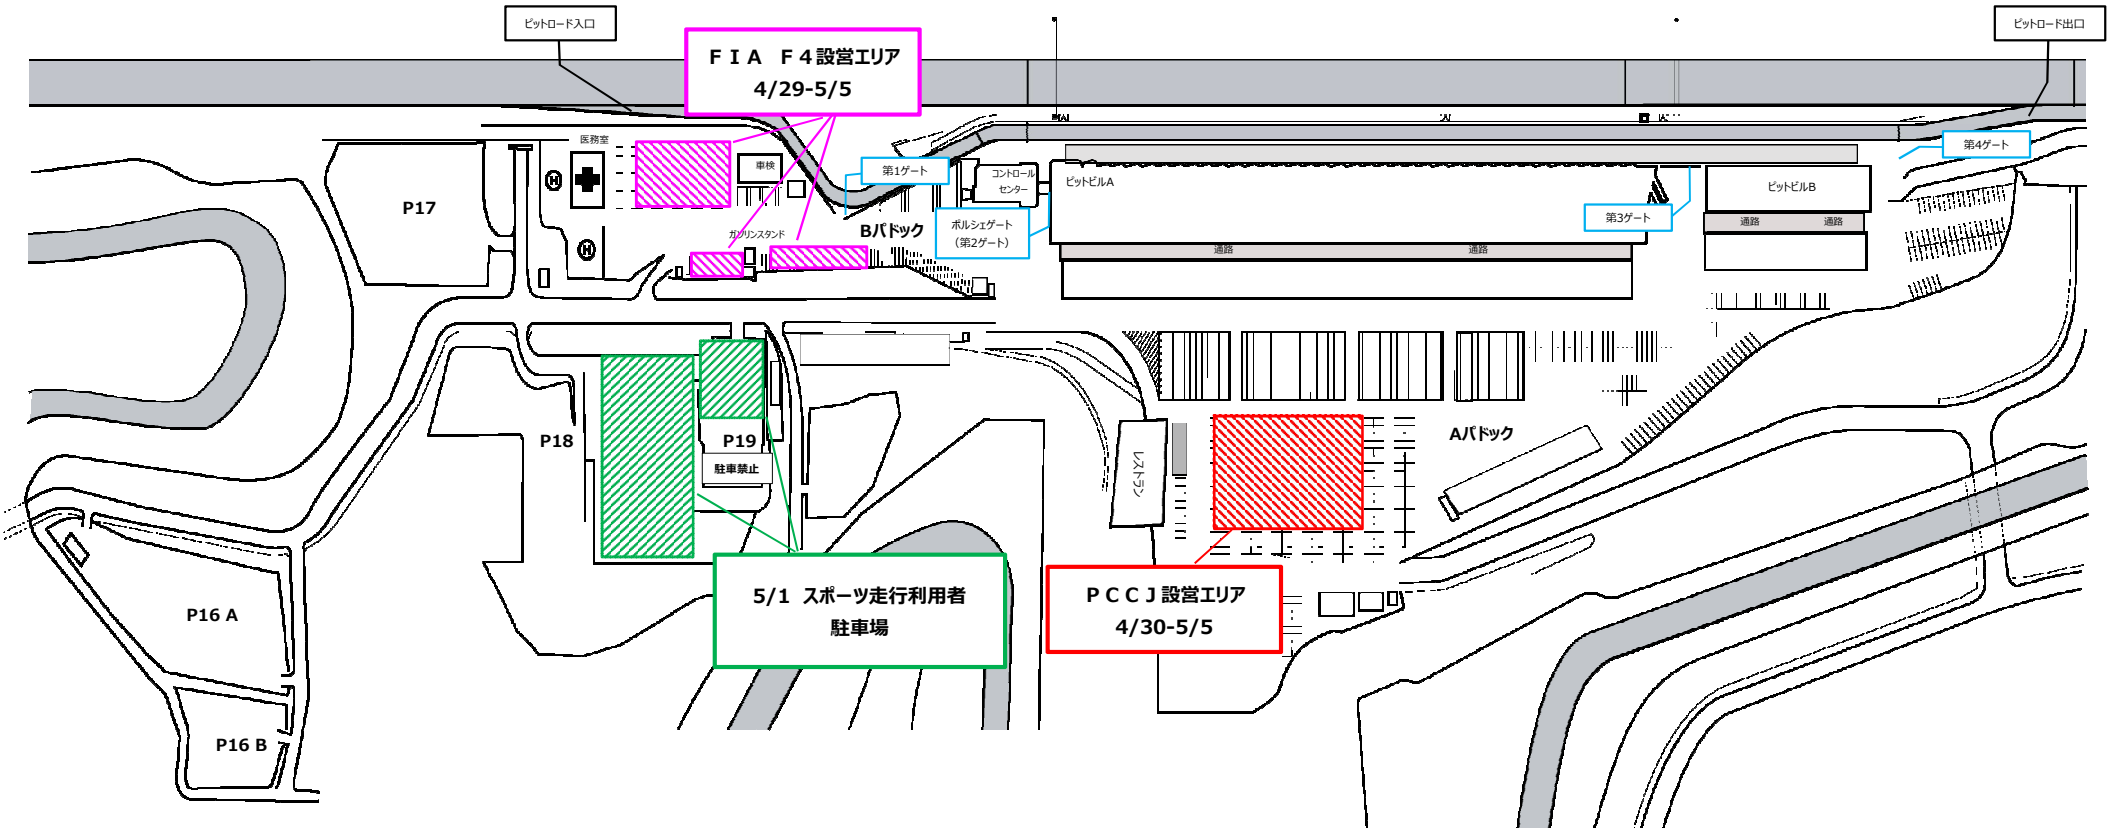 ピットロード入口
ピットロード出口
ＦＩＡ　Ｆ４設営エリア
4/29-5/5
医務室
車検
第1ゲート
コントロール
センター
ピットビルA
ピットビルB
第4ゲート
第3ゲート
ポルシェゲート
（第2ゲート）
通路
通路
通路
通路
P17
H
H
ガソリンスタンド
Bパドック
P18
P19
駐車禁止
レストラン
Aパドック
5/1 スポーツ走行利用者
駐車場
ＰＣＣＪ設営エリア
4/30-5/5
P16 A
P16 B